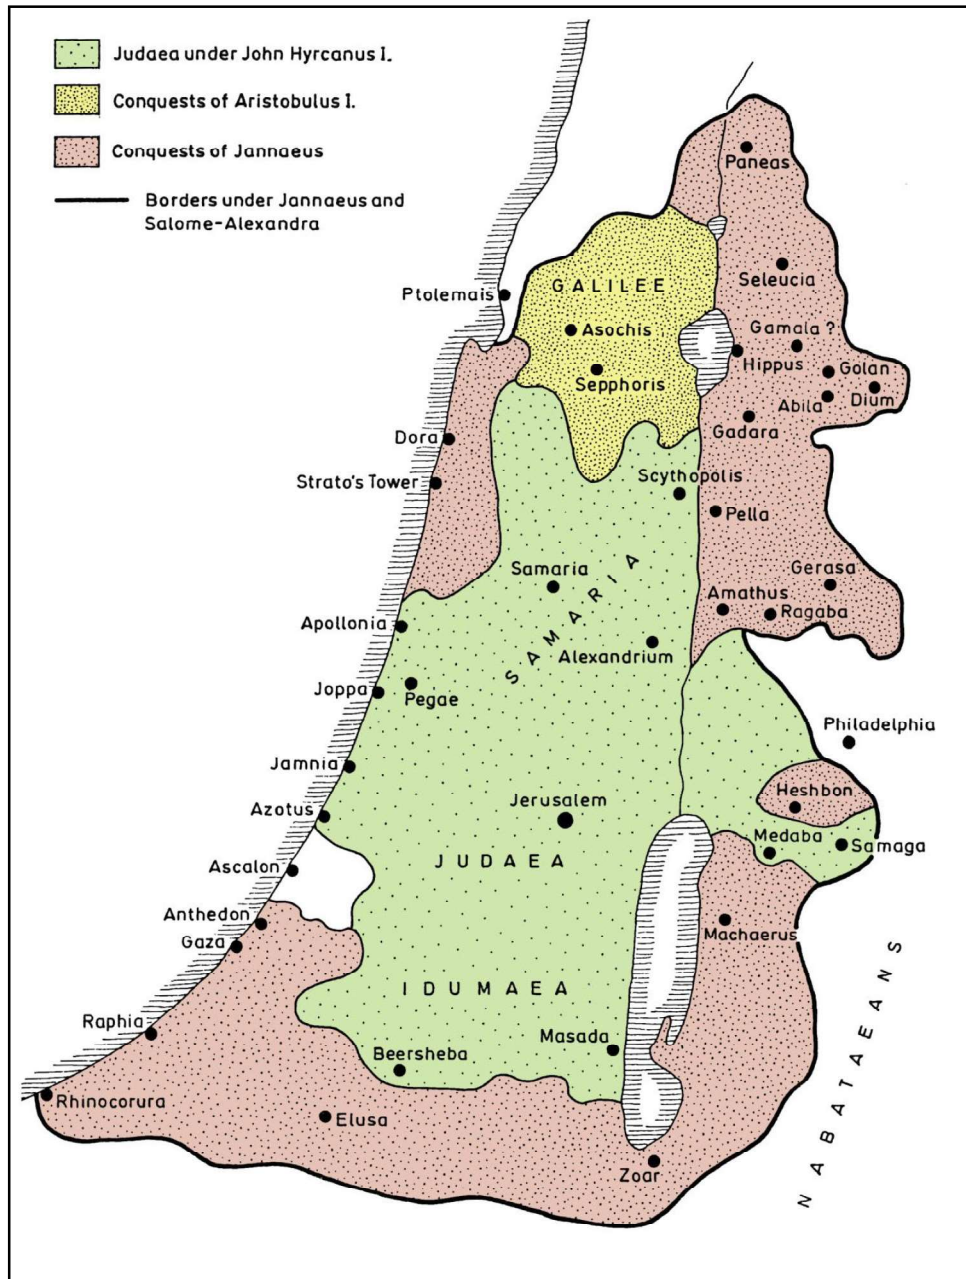 Judaea under John Hyrcanus I.
Conquests of Aristobulus I.
Conquests of Jannaeus
Borders under Jannaeus and
Salome-Alexandra
Paneas
Seleucia
GALILEE
Ptolemais
Asochis
Gamala ?
Hippus
Golan
Sepphoris
Dium
Abila
Gadara
Dora
Scythopolis
Strato's Tower
Pella
Samaria
Gerasa
Amathus
Ragaba
SAMARIA
Apollonia
Alexandrium
Joppa
Pegae
Philadelphia
Jamnia
Heshbon
Jerusalem
Azotus
Medaba
Samaga
JUDAEA
Ascalon
Anthedon
Machaerus
Gaza
NABATAEANS
IDUMAEA
Raphia
Masada
Beersheba
Rhinocorura
Elusa
Zoar